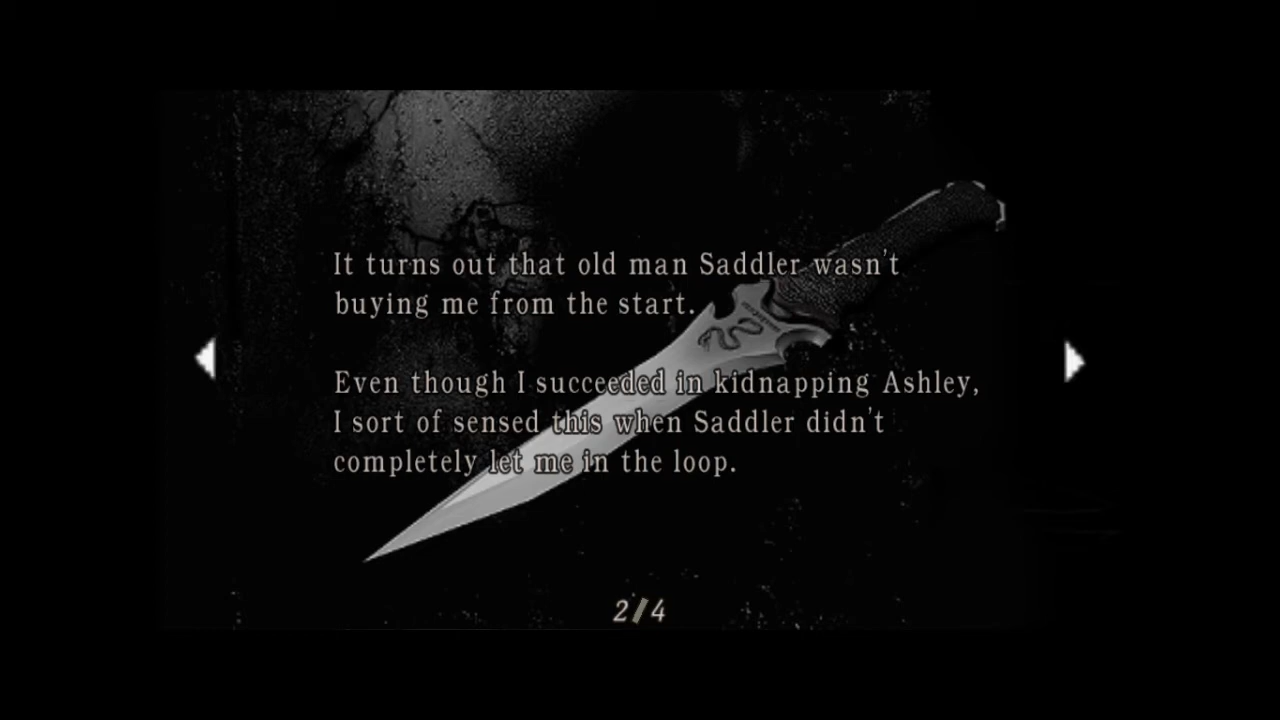 It turns out that old man Saddler wasn't
buying me from the start.
Even though I succeeded in kidnapping Ashley,
I sort of sensed this when Saddler didn't
completely let me in the loop.
2/4